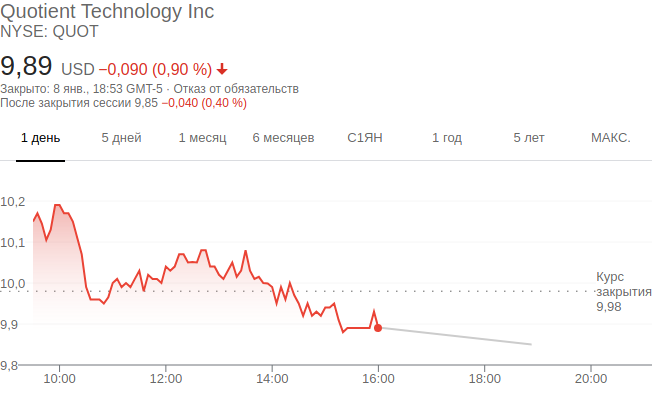 Quotient Technology Inc
NYSE: QUOT
9,89 USD −0,090 (0,90 %)
Закрыто: 8 янв., 18:53 GMT-5 · Отказ от обязательств
После закрытия сессии 9,85 −0,040 (0,40 %)
1 день 5 дней 1 месяц 6 месяцев С1ЯН 1 год 5 лет МАКС.
10,2
10,1
10,0
9,9
9,8
Курс
закрытия
9,98
10:00 12:00 14:00 16:00 18:00 20:00